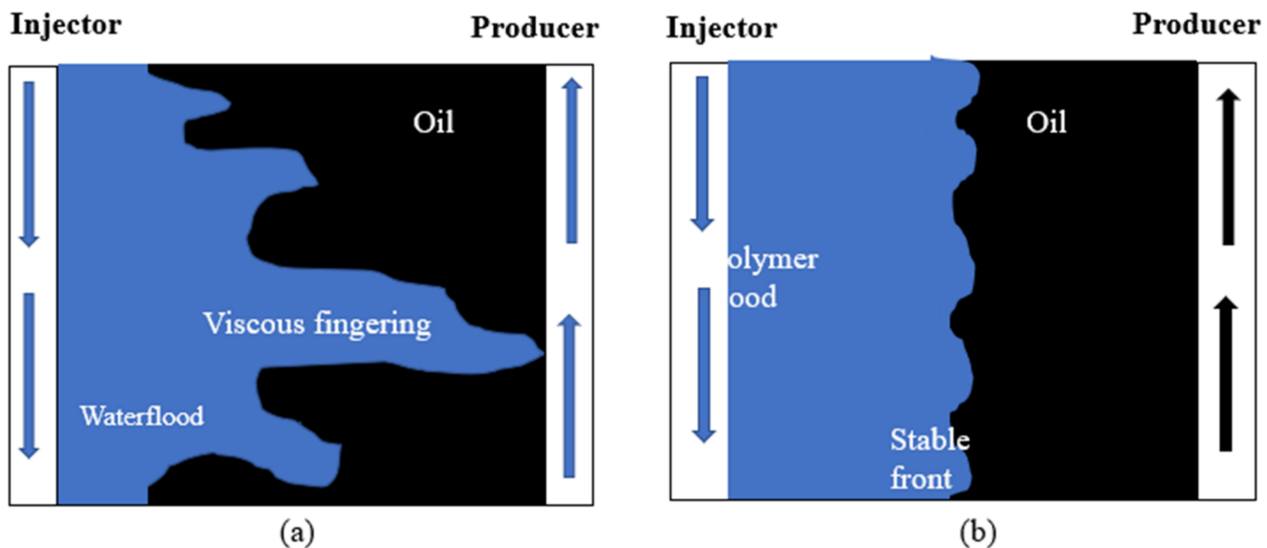 Injector
Producer
Oil
Viscous fingering
Waterflood
(a)
Injector
Producer
Oil
olymer
ood
Stable
front
(b)